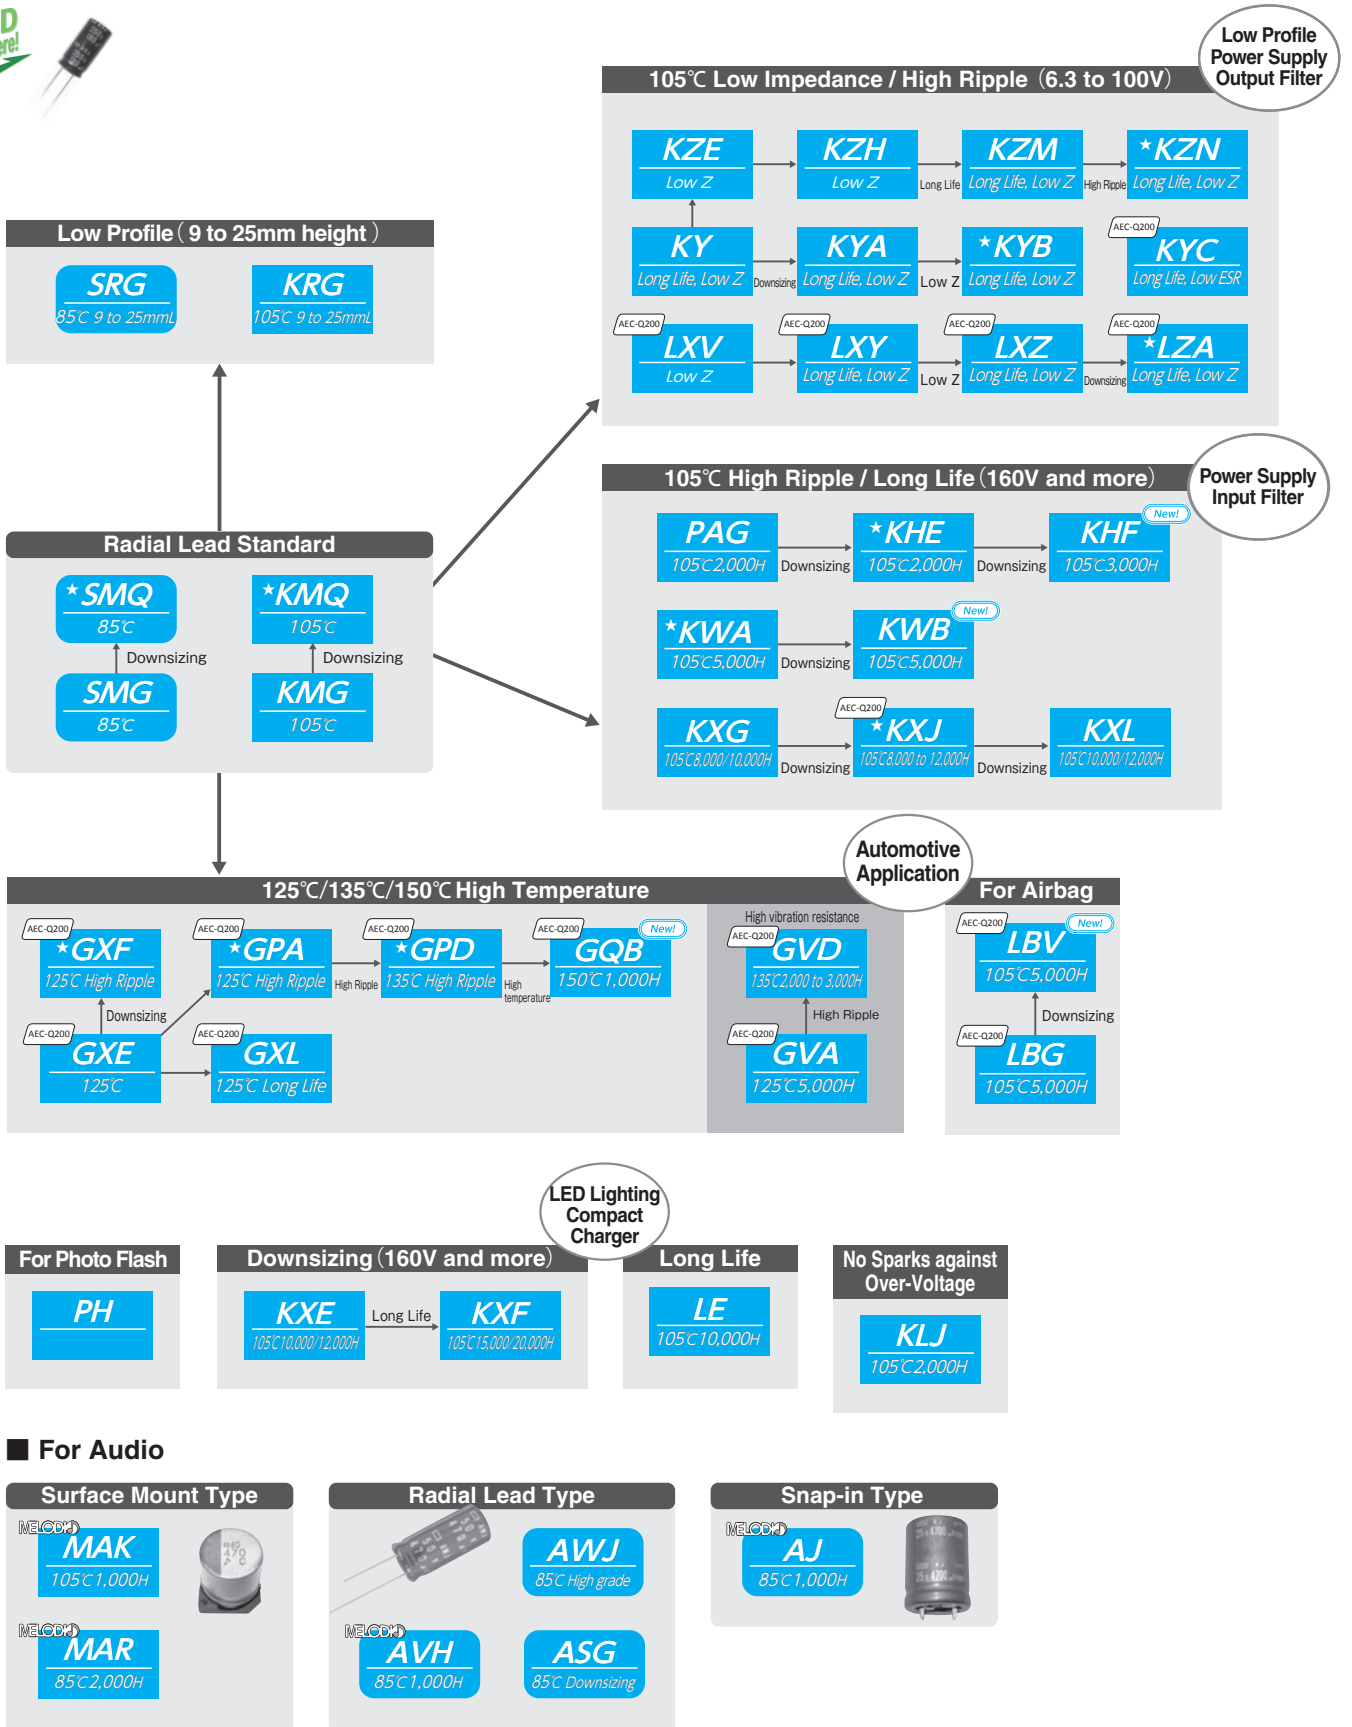 Low Profile
Power Supply
Output Filter
105℃ Low Impedance / High Ripple (6.3 to 100V)
KZE
Low Z
KZH
Low Z
Long Life
KZM
Long Life, Low Z
High Ripple
★KZN
Long Life, Low Z
KY
Long Life, Low Z
Downsizing
KYA
Long Life, Low Z
Low Z
★KYB
Long Life, Low Z
AEC-Q200
KYC
Long Life, Low ESR
AEC-Q200
LXV
Low Z
AEC-Q200
LXY
Long Life, Low Z
Low Z
AEC-Q200
LXZ
Long Life, Low Z
Downsizing
AEC-Q200
★LZA
Long Life, Low Z
Low Profile (9 to 25mm height)
SRG
85℃ 9 to 25mmL
KRG
105℃ 9 to 25mmL
Power Supply
Input Filter
105℃ High Ripple / Long Life (160V and more)
PAG
105℃2,000H
Downsizing
★KHE
105℃2,000H
Downsizing
New!
KHF
105℃3,000H
★KWA
105℃5,000H
Downsizing
New!
KWB
105℃5,000H
KXG
105℃8,000/10,000H
Downsizing
AEC-Q200
★KXJ
105℃8,000 to 12,000H
Downsizing
KXL
105℃10,000/12,000H
Radial Lead Standard
★SMQ
85℃
★KMQ
105℃
Downsizing
Downsizing
SMG
85℃
KMG
105℃
Automotive
Application
125℃/135℃/150℃ High Temperature
AEC-Q200
★GXF
125℃ High Ripple
AEC-Q200
★GPA
125℃ High Ripple
High Ripple
AEC-Q200
★GPD
135℃ High Ripple
High
temperature
AEC-Q200
New!
GQB
150℃1,000H
Downsizing
AEC-Q200
GXE
125℃
AEC-Q200
GXL
125℃ Long Life
High vibration resistance
AEC-Q200
GVD
135℃2,000 to 3,000H
High Ripple
AEC-Q200
GVA
125℃5,000H
For Airbag
AEC-Q200
New!
LBV
105℃5,000H
Downsizing
AEC-Q200
LBG
105℃5,000H
LED Lighting
Compact
Charger
For Photo Flash
PH
Downsizing (160V and more)
KXE
105℃10,000/12,000H
Long Life
KXF
105℃15,000/20,000H
Long Life
LE
105℃10,000H
No Sparks against
Over-Voltage
KLJ
105℃2,000H
■ For Audio
Surface Mount Type
MELODIO
MAK
105℃1,000H
MELODIO
MAR
85℃2,000H
Radial Lead Type
AWJ
85℃ High grade
MELODIO
AVH
85℃1,000H
ASG
85℃ Downsizing
Snap-in Type
MELODIO
AJ
85℃1,000H